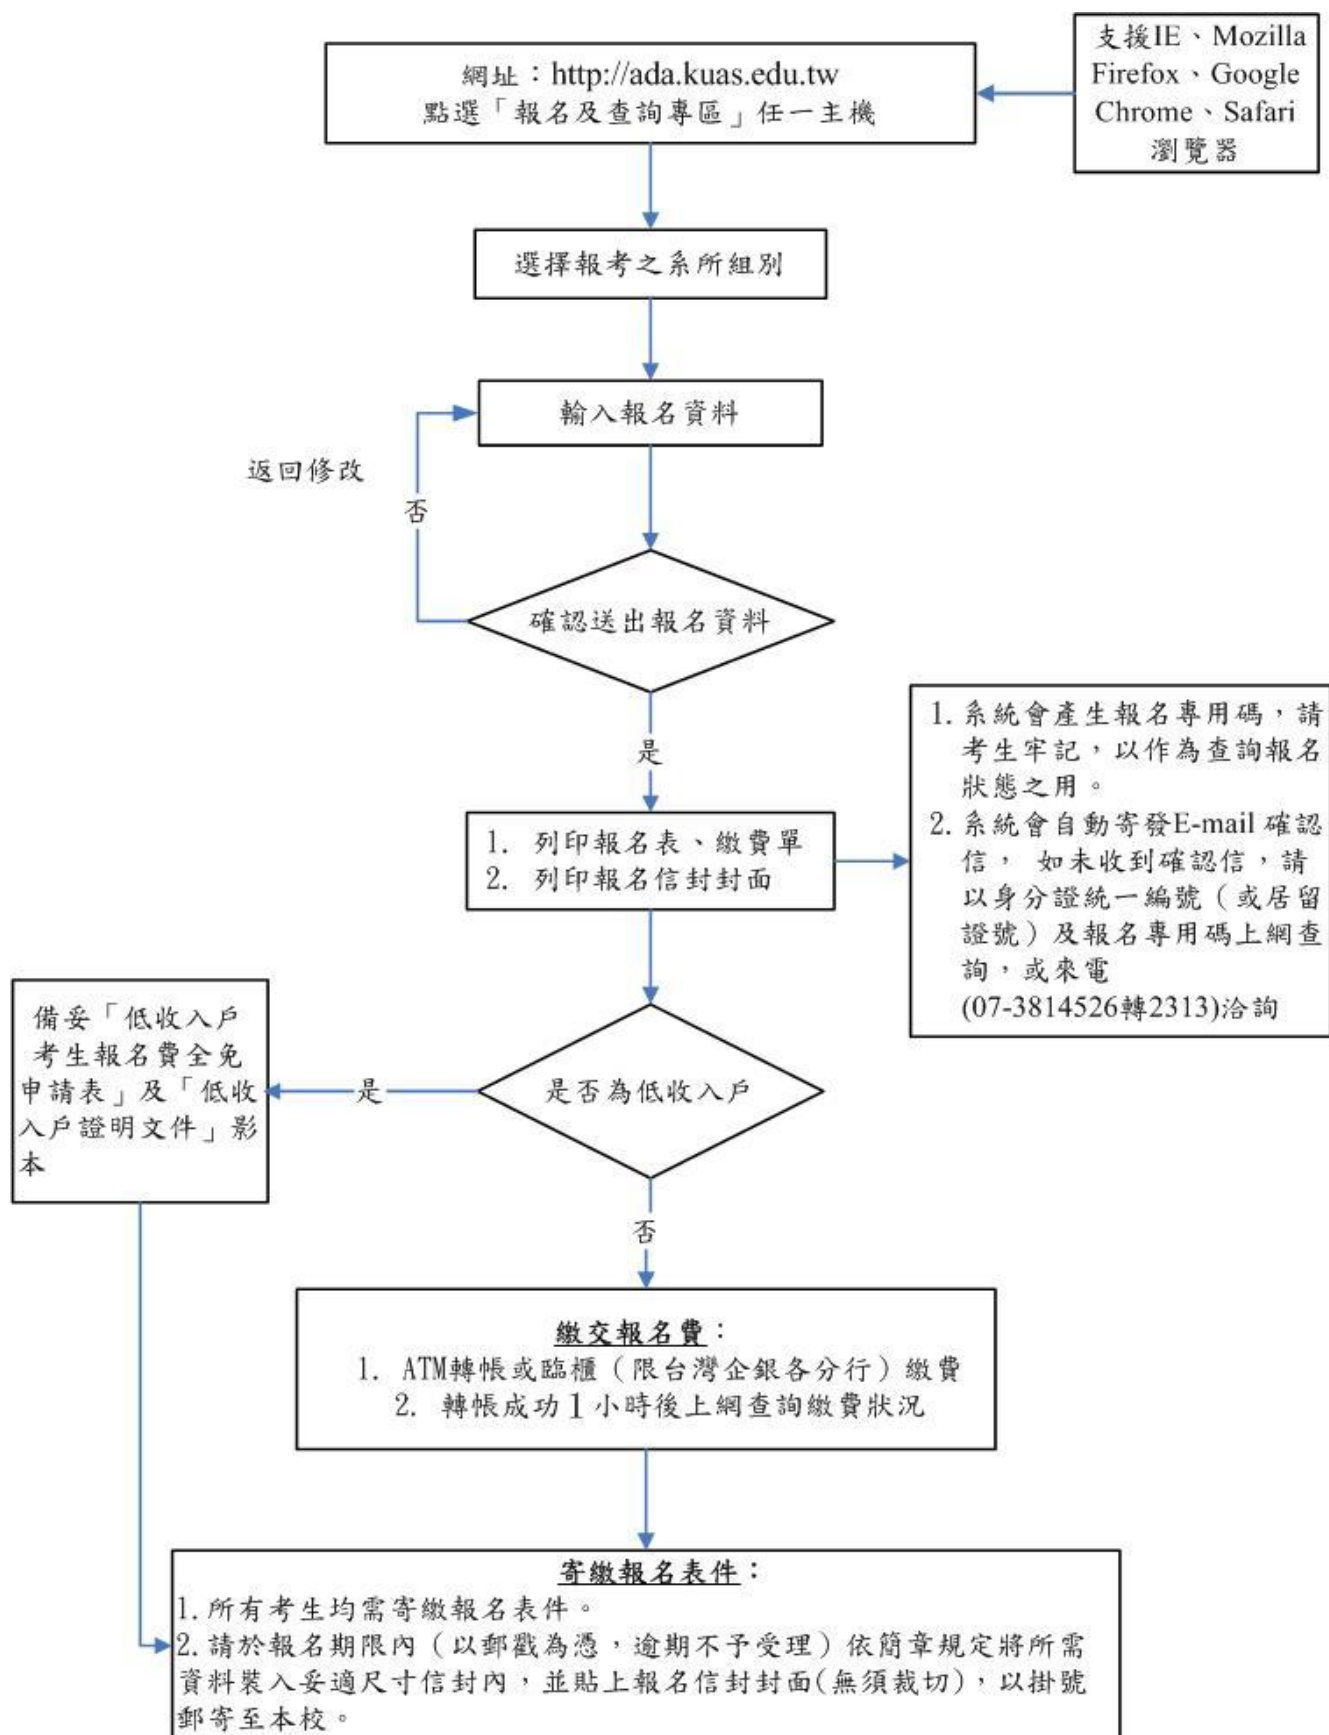 支援IE、Mozilla
Firefox、Google
Chrome、Safari
瀏覽器
網址：http://ada.kuas.edu.tw
點選「報名及查詢專區」任一主機
選擇報考之系所組別
輸入報名資料
返回修改
否
確認送出報名資料
是
1. 列印報名表、繳費單
2. 列印報名信封封面
1. 系統會產生報名專用碼，請
考生牢記，以作為查詢報名
狀態之用。
2. 系統會自動寄發E-mail 確認
信， 如未收到確認信，請
以身分證統一編號（或居留
證號）及報名專用碼上網查
詢，或來電
(07-3814526轉2313)洽詢
是否為低收入戶
是
備妥「低收入戶
考生報名費全免
申請表」及「低收
入戶證明文件」影
本
否
繳交報名費：
1. ATM轉帳或臨櫃（限台灣企銀各分行）繳費
2. 轉帳成功1小時後上網查詢繳費狀況
寄繳報名表件：
1.所有考生均需寄繳報名表件。
2.請於報名期限內（以郵戳為憑，逾期不予受理）依簡章規定將所需
資料裝入妥適尺寸信封內，並貼上報名信封封面(無須裁切)，以掛號
郵寄至本校。